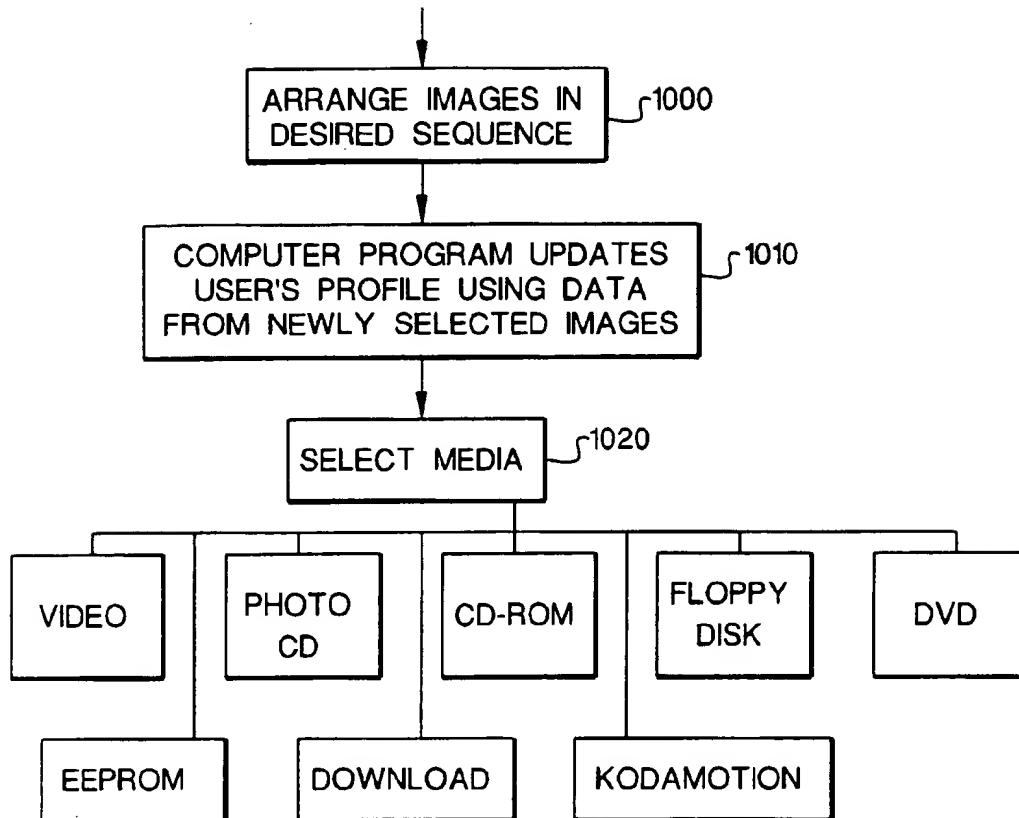 ARRANGE IMAGES IN
DESIRED SEQUENCE
1000
COMPUTER PROGRAM UPDATES
USER'S PROFILE USING DATA
FROM NEWLY SELECTED IMAGES
1010
SELECT MEDIA
1020
VIDEO
PHOTO
CD
CD-ROM
FLOPPY
DISK
DVD
EEPROM
DOWNLOAD
KODAMOTION